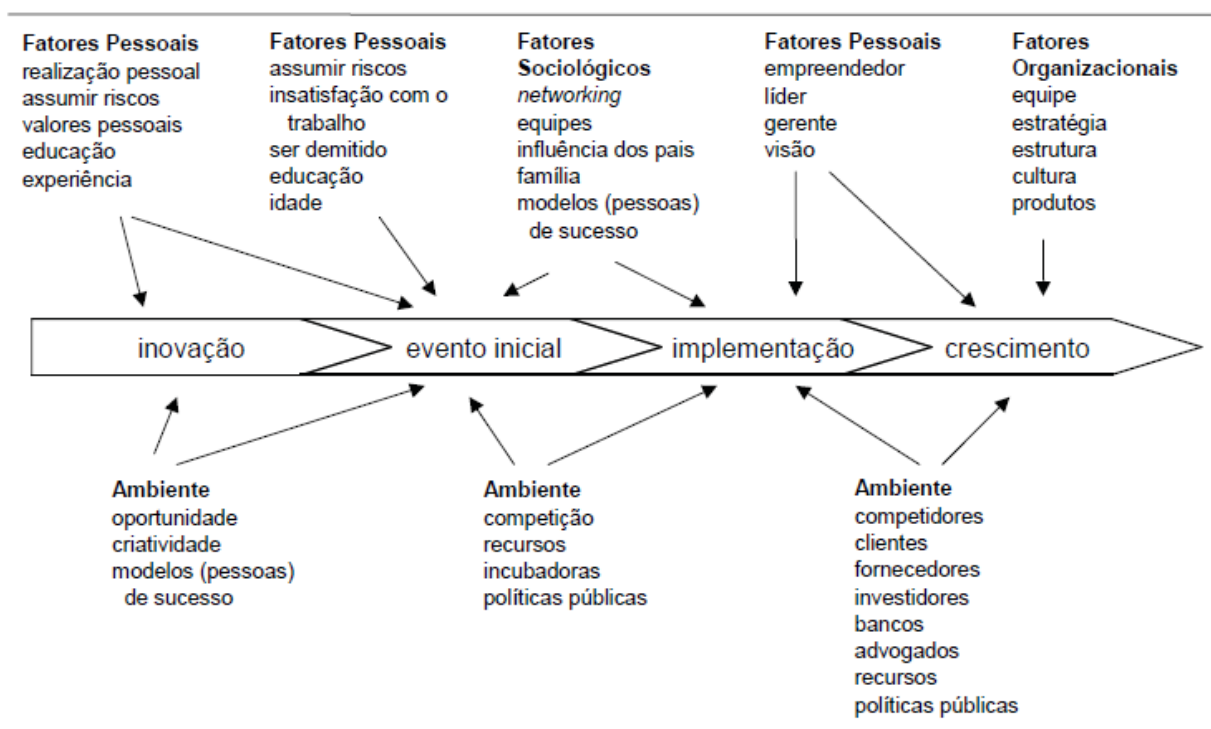 Fatores Pessoais
realização pessoal
assumir riscos
valores pessoais
educação
experiência
Fatores Pessoais
assumir riscos
insatisfação com o
trabalho
ser demitido
educação
idade
Fatores
Sociológicos
networking
equipes
influência dos pais
família
modelos (pessoas)
de sucesso
Fatores Pessoais
empreendedor
líder
gerente
visão
Fatores
Organizacionais
equipe
estratégia
estrutura
cultura
produtos
inovação
evento inicial
implementação
crescimento
Ambiente
oportunidade
criatividade
modelos (pessoas)
de sucesso
Ambiente
competição
recursos
incubadoras
políticas públicas
Ambiente
competidores
clientes
fornecedores
investidores
bancos
advogados
recursos
políticas públicas